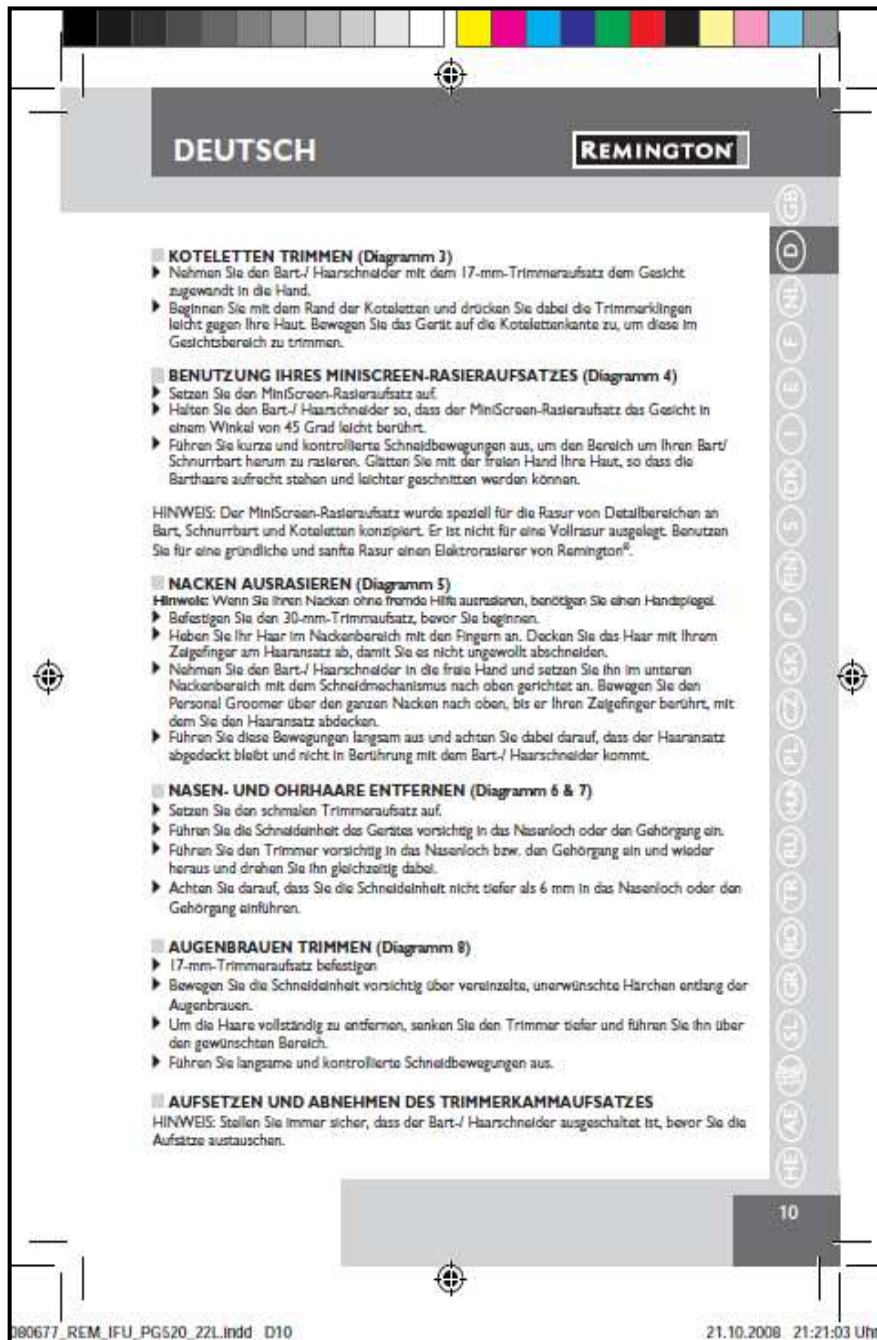 DEUTSCH
REMINGTON
KOTELETTEN TRIMMEN (Diagramm 3)
Nehmen Sie den Bart-/ Haarschneider mit dem 17-mm-Trimmeraufsatz dem Gesicht
zugewandt in die Hand.
Beginnen Sie mit dem Rand der Koteletten und drücken Sie dabei die Trimmerklingen
leicht gegen Ihre Haut. Bewegen Sie das Gerät auf die Kotelettenkante zu, um diese im
Gesichtsbereich zu trimmen.
BENUTZUNG IHRES MINISCREEN-RASIERAUFSATZES (Diagramm 4)
Setzen Sie den MiniScreen-Rasieraufsatz auf.
Halten Sie den Bart-/ Haarschneider so, dass der MiniScreen-Rasieraufsatz das Gesicht in
einem Winkel von 45 Grad leicht berührt.
Führen Sie kurze und kontrollierte Schneidbewegungen aus, um den Bereich um Ihren Bart/
Schnurrbart herum zu rasieren. Glätten Sie mit der freien Hand Ihre Haut, so dass die
Barthaare aufrecht stehen und leichter geschnitten werden können.
HINWEIS: Der MiniScreen-Rasieraufsatz wurde speziell für die Rasur von Detailbereichen an
Bart, Schnurrbart und Koteletten konzipiert. Er ist nicht für eine Vollrasur ausgelegt. Benutzen
Sie für eine gründliche und sanfte Rasur einen Elektrorasierer von Remington®.
NACKEN AUSRASIEREN (Diagramm 5)
Hinweis: Wenn Sie Ihren Nacken ohne fremde Hilfe ausrasieren, benötigen Sie einen Handspiegel.
Befestigen Sie den 30-mm-Trimmaufsatz, bevor Sie beginnen.
Heben Sie Ihr Haar im Nackenbereich mit den Fingern an. Decken Sie das Haar mit Ihrem
Zeigefinger am Haaransatz ab, damit Sie es nicht ungewollt abschneiden.
Nehmen Sie den Bart-/ Haarschneider in die freie Hand und setzen Sie ihn im unteren
Nackenbereich mit dem Schneidmechanismus nach oben gerichtet an. Bewegen Sie den
Personal Groomer über den ganzen Nacken nach oben, bis er Ihren Zeigefinger berührt, mit
dem Sie den Haaransatz abdecken.
Führen Sie diese Bewegungen langsam aus und achten Sie dabei darauf, dass der Haaransatz
abgedeckt bleibt und nicht in Berührung mit dem Bart-/ Haarschneider kommt.
NASEN- UND OHRHAARE ENTFERNEN (Diagramm 6 & 7)
Setzen Sie den schmalen Trimmeraufsatz auf.
Führen Sie die Schneideinheit des Gerätes vorsichtig in das Nasenloch oder den Gehörgang ein.
Führen Sie den Trimmer vorsichtig in das Nasenloch bzw. den Gehörgang ein und wieder
heraus und drehen Sie ihn gleichzeitig dabei.
Achten Sie darauf, dass Sie die Schneideinheit nicht tiefer als 6 mm in das Nasenloch oder den
Gehörgang einführen.
AUGENBRAUEN TRIMMEN (Diagramm 8)
17-mm-Trimmeraufsatz befestigen
Bewegen Sie die Schneideinheit vorsichtig über vereinzelte, unerwünschte Härchen entlang der
Augenbrauen.
Um die Haare vollständig zu entfernen, senken Sie den Trimmer tiefer und führen Sie ihn über
den gewünschten Bereich.
Führen Sie langsame und kontrollierte Schneidbewegungen aus.
AUFSETZEN UND ABNEHMEN DES TRIMMERKAMMAUFSATZES
HINWEIS: Stellen Sie immer sicher, dass der Bart-/ Haarschneider ausgeschaltet ist, bevor Sie die
Aufsätze austauschen.
GB
D
NL
F
E
I
DK
S
FIN
P
SK
CZ
PL
HUN
RU
TR
RO
GR
SL
AE
HE
10
080677_REM_IFU_PG520_22L.indd D10
21.10.2008 21:21:03 Uhr